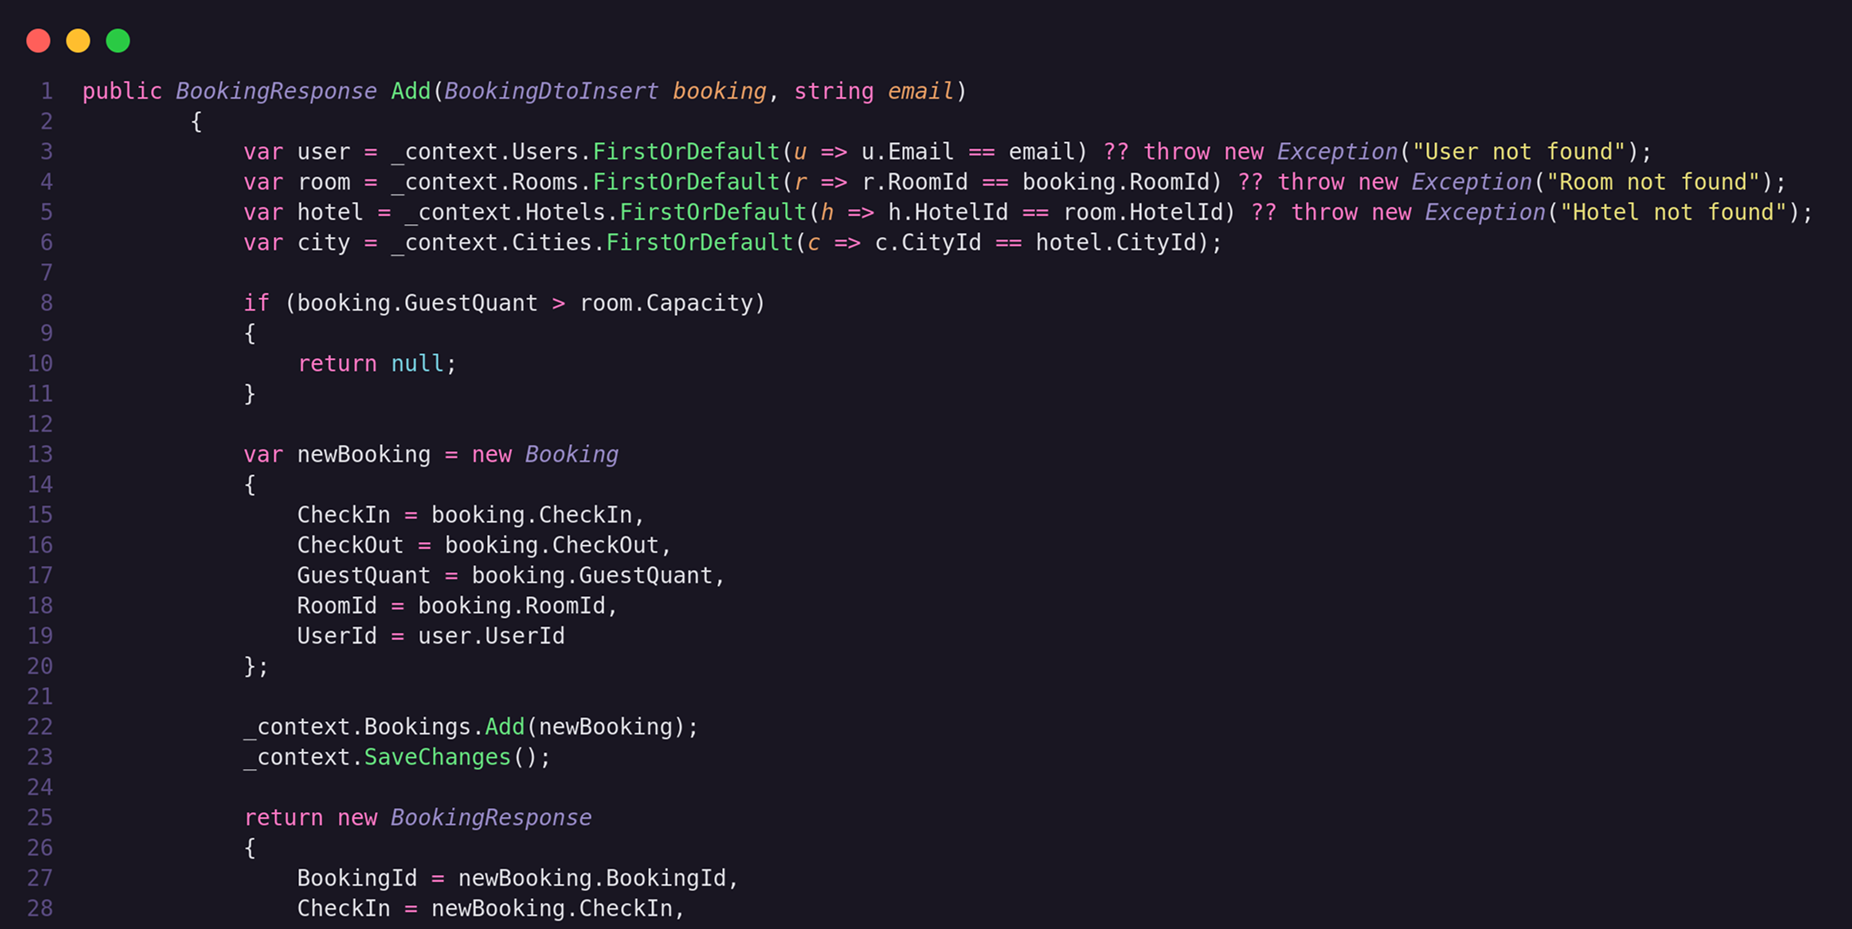 1 public BookingResponse Add(BookingDtoInsert booking, string email)
2 {
3 var user = _context.Users.FirstOrDefault(u => u.Email == email) ?? throw new Exception("User not found");
4 var room = _context.Rooms.FirstOrDefault(r => r.RoomId == booking.RoomId) ?? throw new Exception("Room not found");
5 var hotel = _context.Hotels.FirstOrDefault(h => h.HotelId == room.HotelId) ?? throw new Exception("Hotel not found");
6 var city = _context.Cities.FirstOrDefault(c => c.CityId == hotel.CityId);
7
8 if (booking.GuestQuant > room.Capacity)
9 {
10 return null;
11 }
12
13 var newBooking = new Booking
14 {
15 CheckIn = booking.CheckIn,
16 CheckOut = booking.CheckOut,
17 GuestQuant = booking.GuestQuant,
18 RoomId = booking.RoomId,
19 UserId = user.UserId
20 };
21
22 _context.Bookings.Add(newBooking);
23 _context.SaveChanges();
24
25 return new BookingResponse
26 {
27 BookingId = newBooking.BookingId,
28 CheckIn = newBooking.CheckIn,